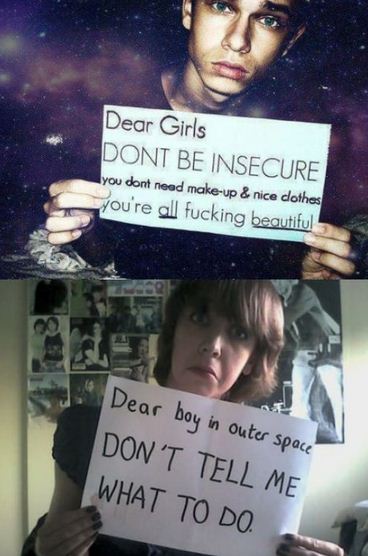 Dear Girls
DONT BE INSECURE
you dont need make-up & nice clothes
you're all fucking beautiful
Dear boy in outer space
DON'T TELL ME
WHAT TO DO.